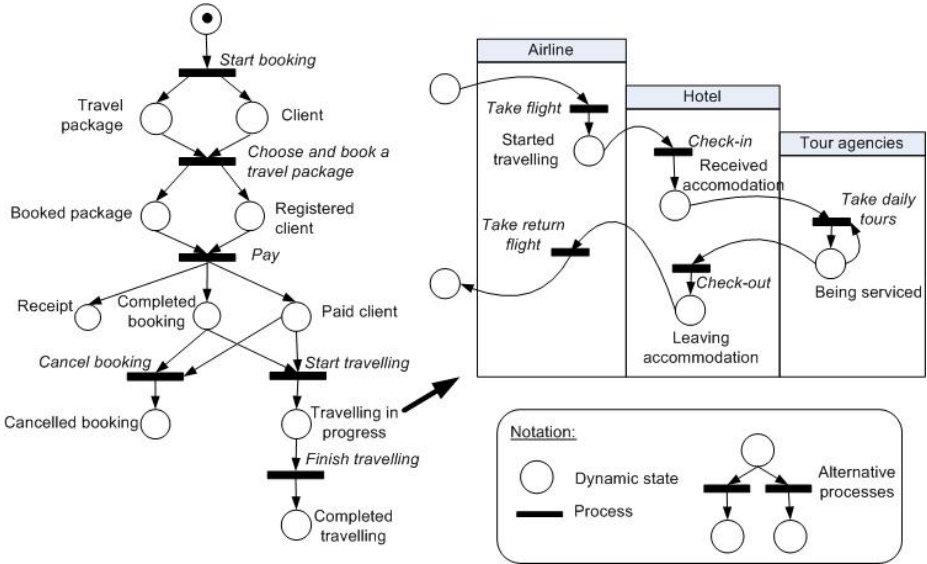 Start booking
Travel
package
Client
Choose and book a
travel package
Booked package
Registered
client
Pay
Receipt
Completed
booking
Paid client
Cancel booking
Start travelling
Cancelled booking
Travelling in
progress
Finish travelling
Completed
travelling
Airline
Take flight
Started
travelling
Take return
flight
Hotel
Check-in
Received
accomodation
Check-out
Leaving
accommodation
Tour agencies
Take daily
tours
Being serviced
Notation:
Dynamic state
Process
Alternative
processes